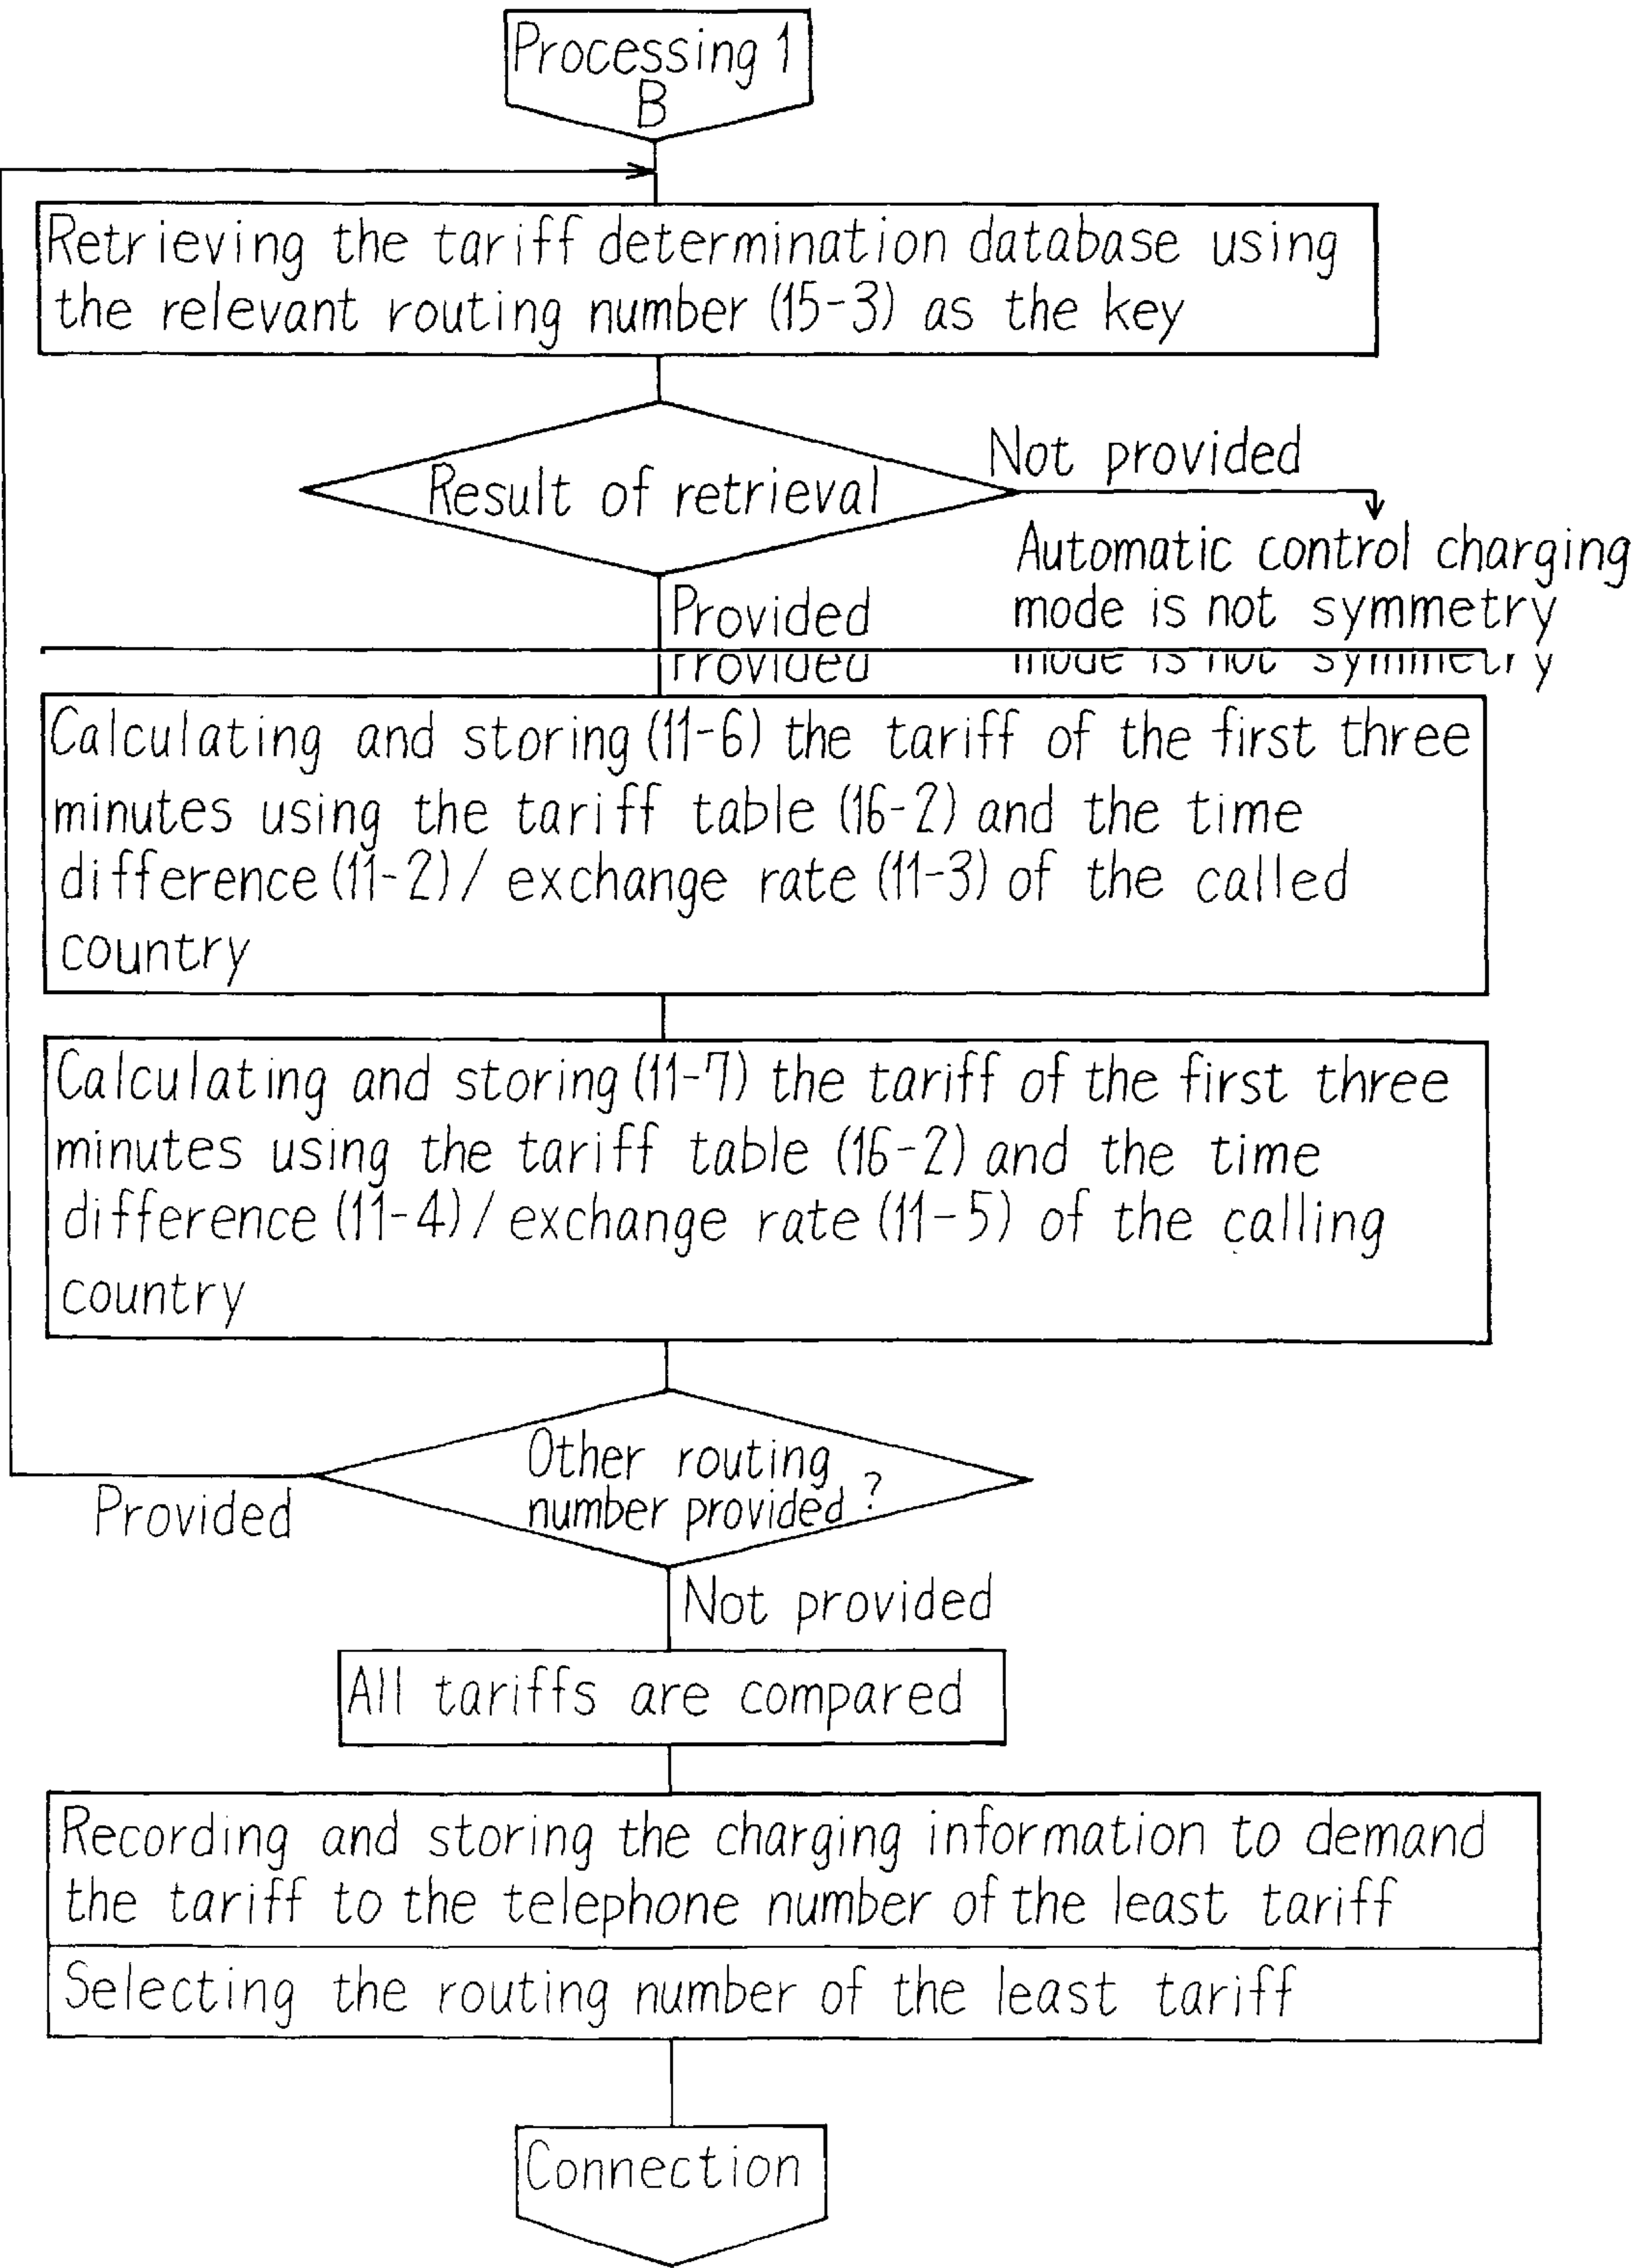 Processing 1
B
Retrieving the tariff determination database using
the relevant routing number (15-3) as the key
Result of retrieval
Not provided
Automatic control charging
mode is not symmetry
Provided
Provided
mode is not symmetry
Calculating and storing (11-6) the tariff of the first three
minutes using the tariff table (16-2) and the time
difference (11-2) / exchange rate (11-3) of the called
country
Calculating and storing (11-7) the tariff of the first three
minutes using the tariff table (16-2) and the time
difference (11-4) / exchange rate (11-5) of the calling
country
Other routing
number provided ?
Provided
Not provided
All tariffs are compared
Recording and storing the charging information to demand
the tariff to the telephone number of the least tariff
Selecting the routing number of the least tariff
Connection